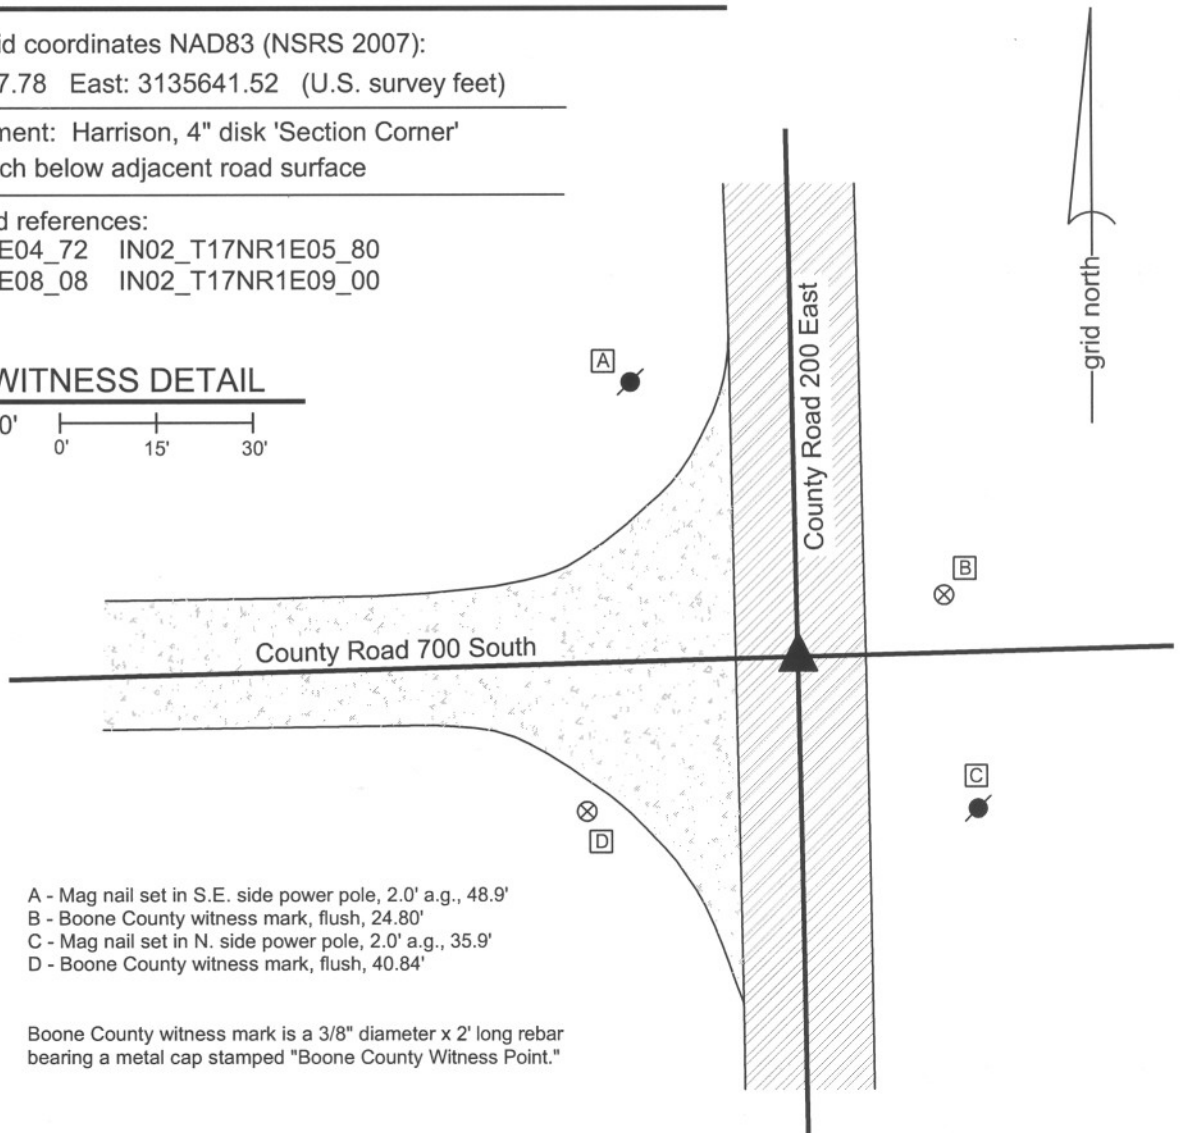 id coordinates NAD83 (NSRS 2007):
7.78 East: 3135641.52 (U.S. survey feet)
ment: Harrison, 4" disk 'Section Corner'
ch below adjacent road surface
d references:
E04_72 IN02_T17NR1E05_80
E08_08 IN02_T17NR1E09_00
WITNESS DETAIL
0'
0' 15' 30'
grid north
County Road 200 East
A
B
County Road 700 South
C
D
A - Mag nail set in S.E. side power pole, 2.0' a.g., 48.9'
B - Boone County witness mark, flush, 24.80'
C - Mag nail set in N. side power pole, 2.0' a.g., 35.9'
D - Boone County witness mark, flush, 40.84'
Boone County witness mark is a 3/8" diameter x 2' long rebar
bearing a metal cap stamped "Boone County Witness Point."